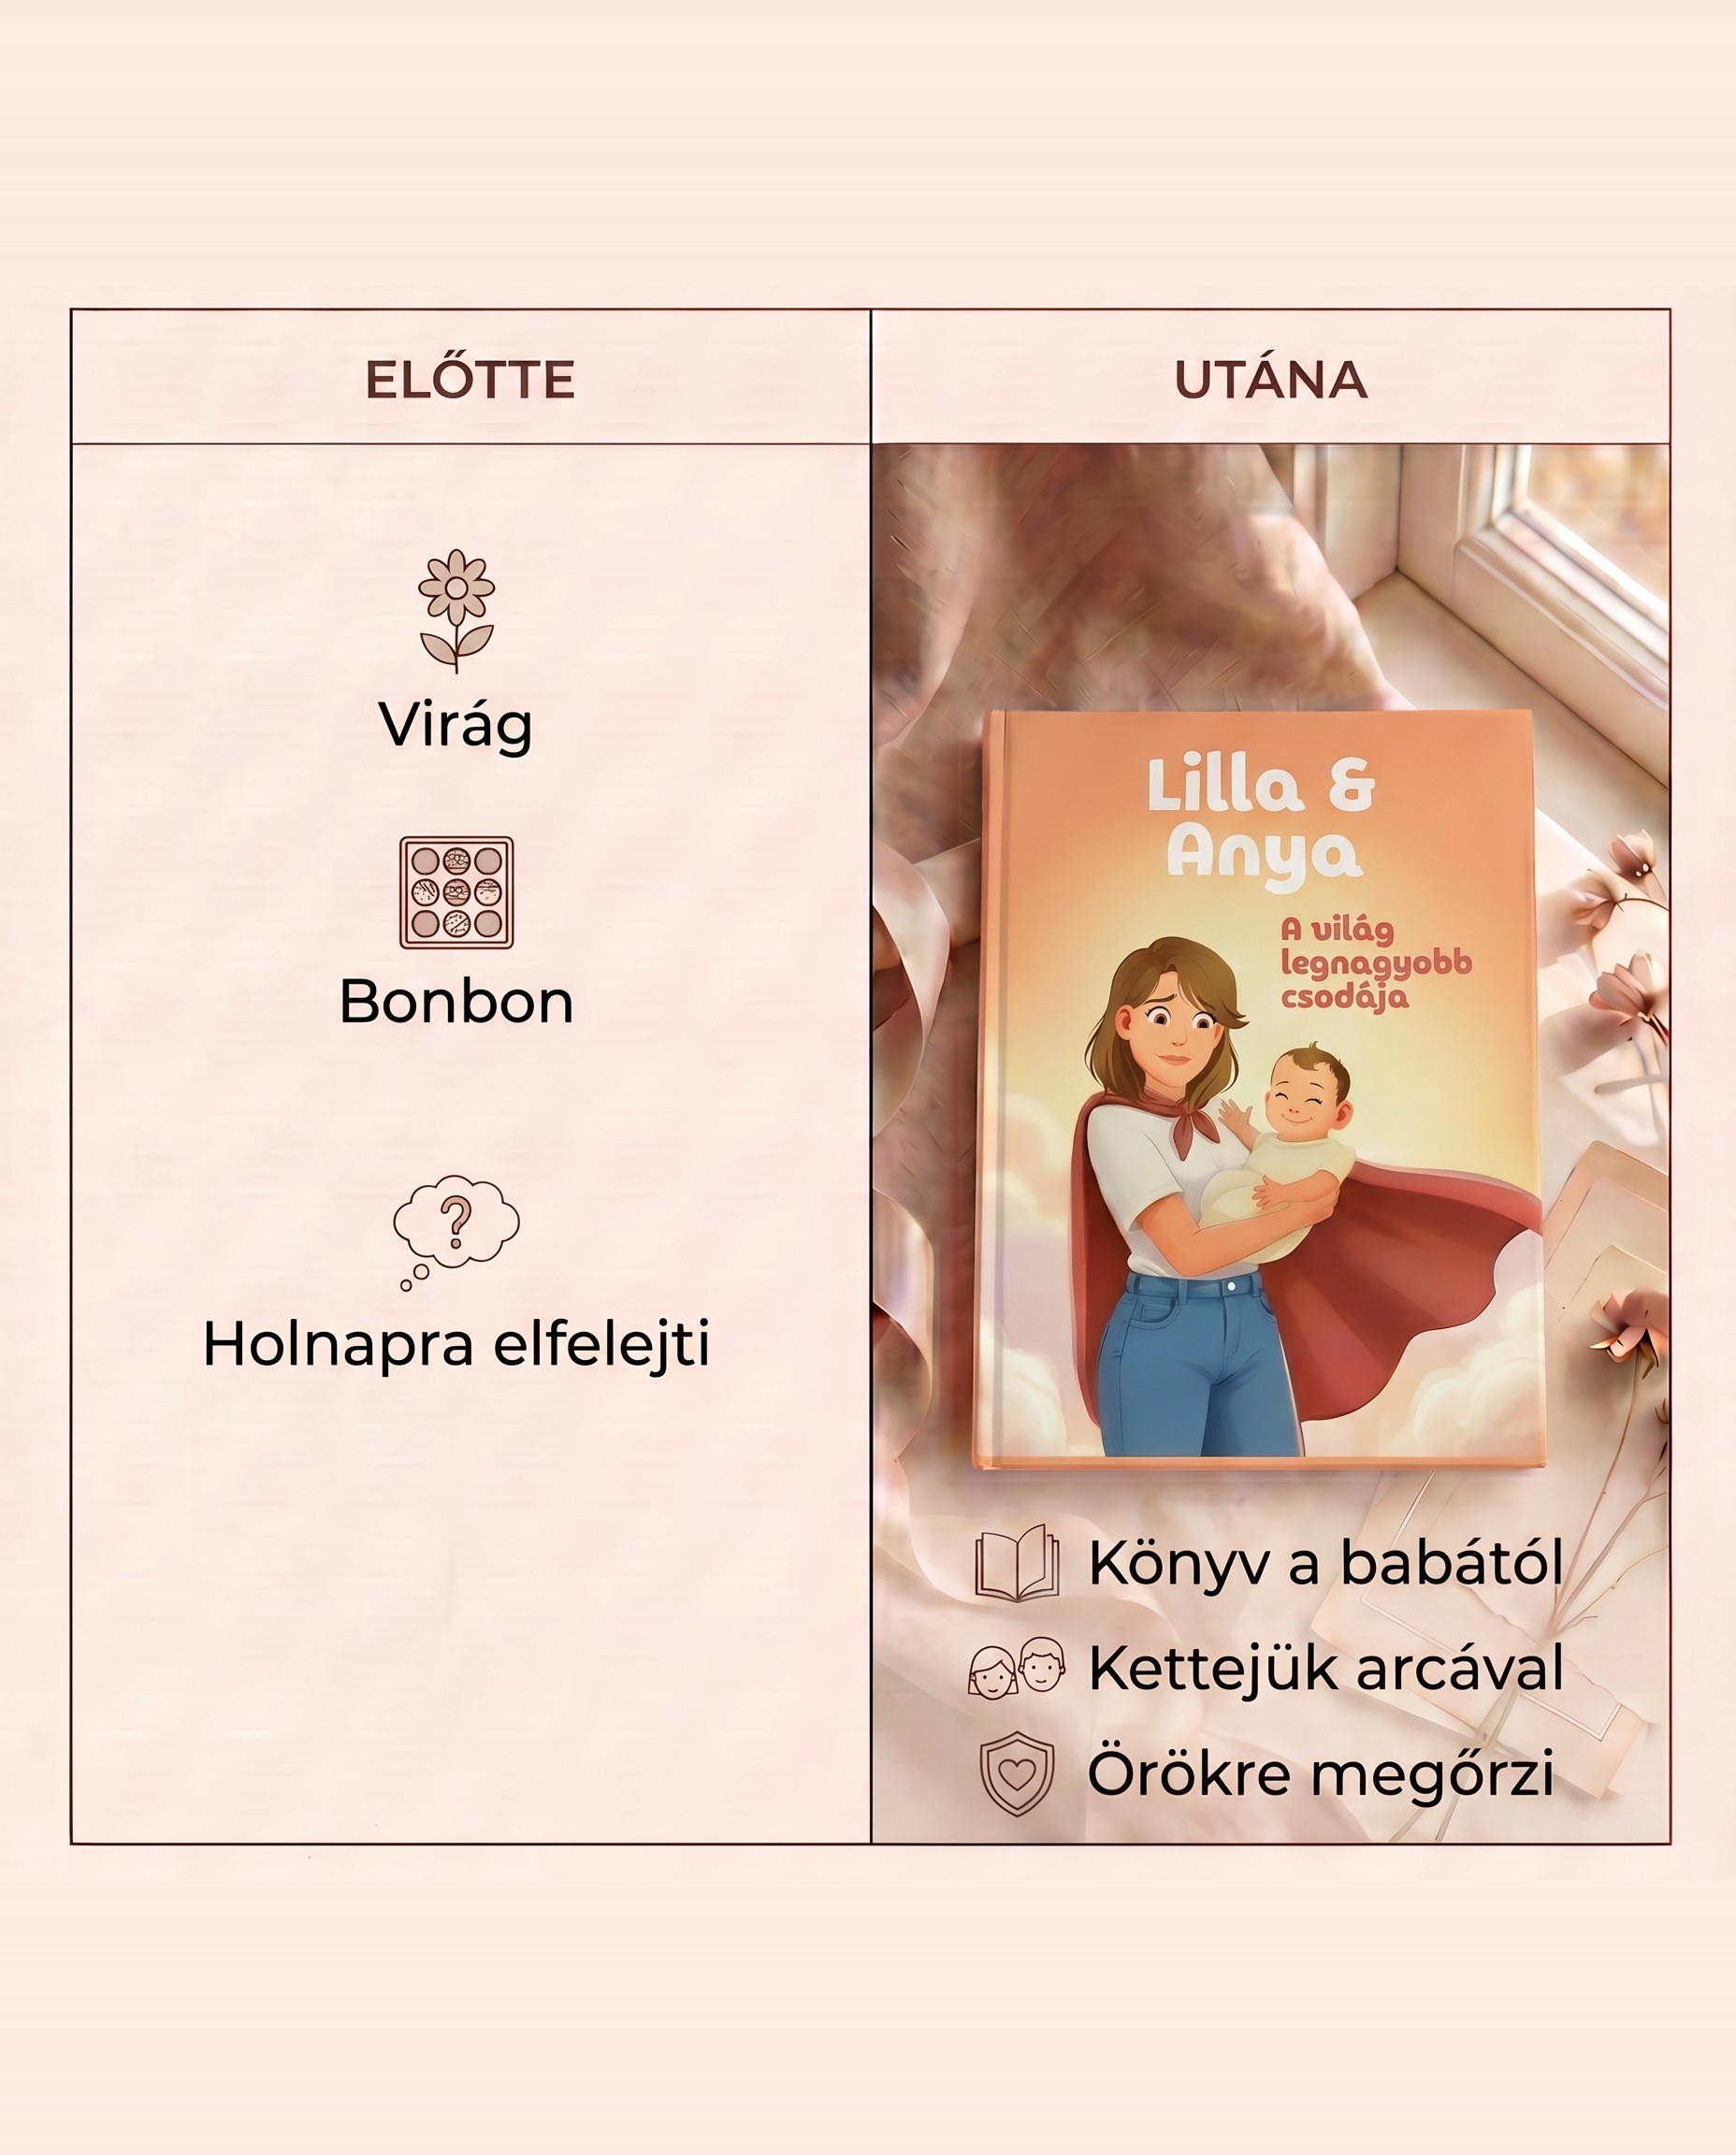 ELŐTTE
Virág
Bonbon
Holnapra elfelejti
UTÁNA
Lilla &
Anya
A világ
legnagyobb
csodája
Könyv a babától
Kettejük arcával
Örökre megőrzi